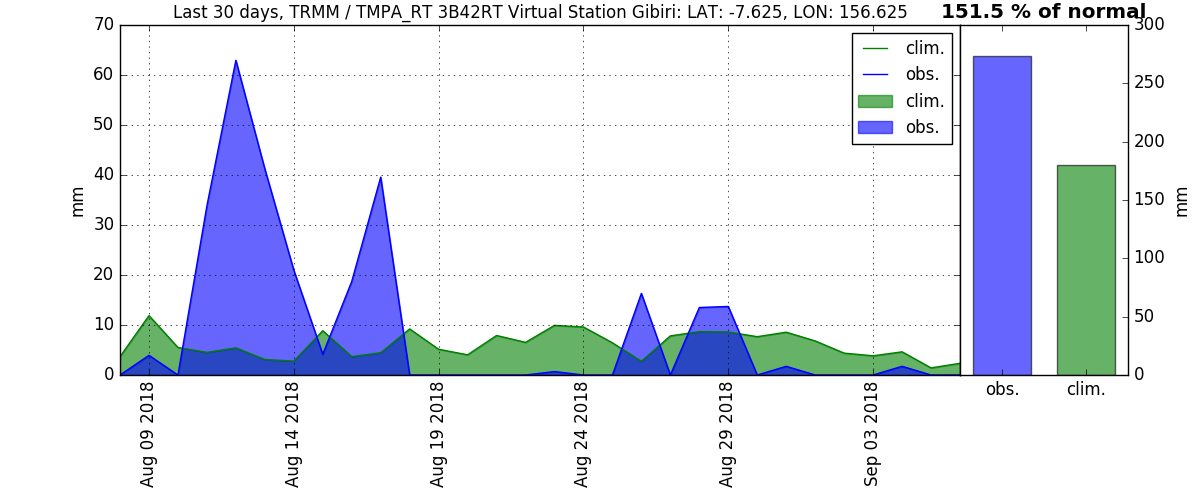 Last 30 days, TRMM / TMPA_RT 3B42RT Virtual Station Gibiri: LAT: -7.625, LON: 156.625
151.5 % of normal
70
60
50
40
30
20
10
0
mm
clim.
obs.
clim.
obs.
300
250
200
150
100
50
0
mm
Aug 09 2018
Aug 14 2018
Aug 19 2018
Aug 24 2018
Aug 29 2018
Sep 03 2018
obs.
clim.